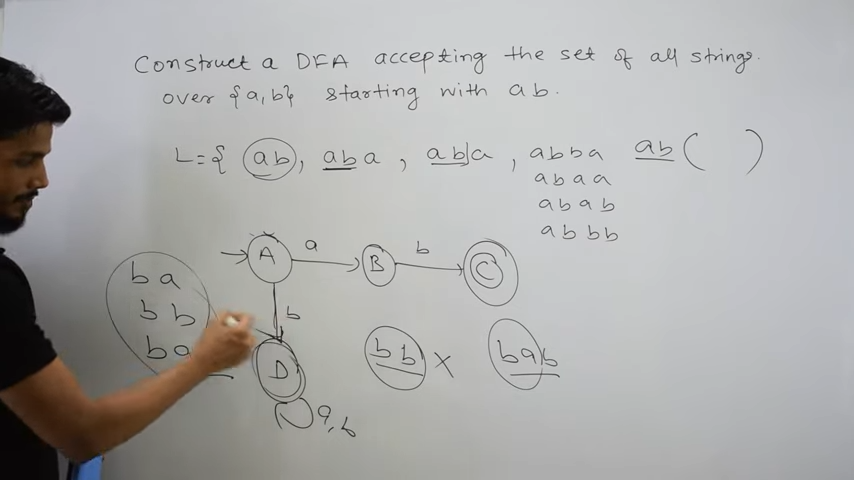 Construct a DFA accepting the set of all strings.
over {a,b} starting with ab.
L={ ab, aba, ab|a, abba ab( )
abaa
abab
abbb
A a B b C
ba
bb
b
ba
D
bb X bab
a,b